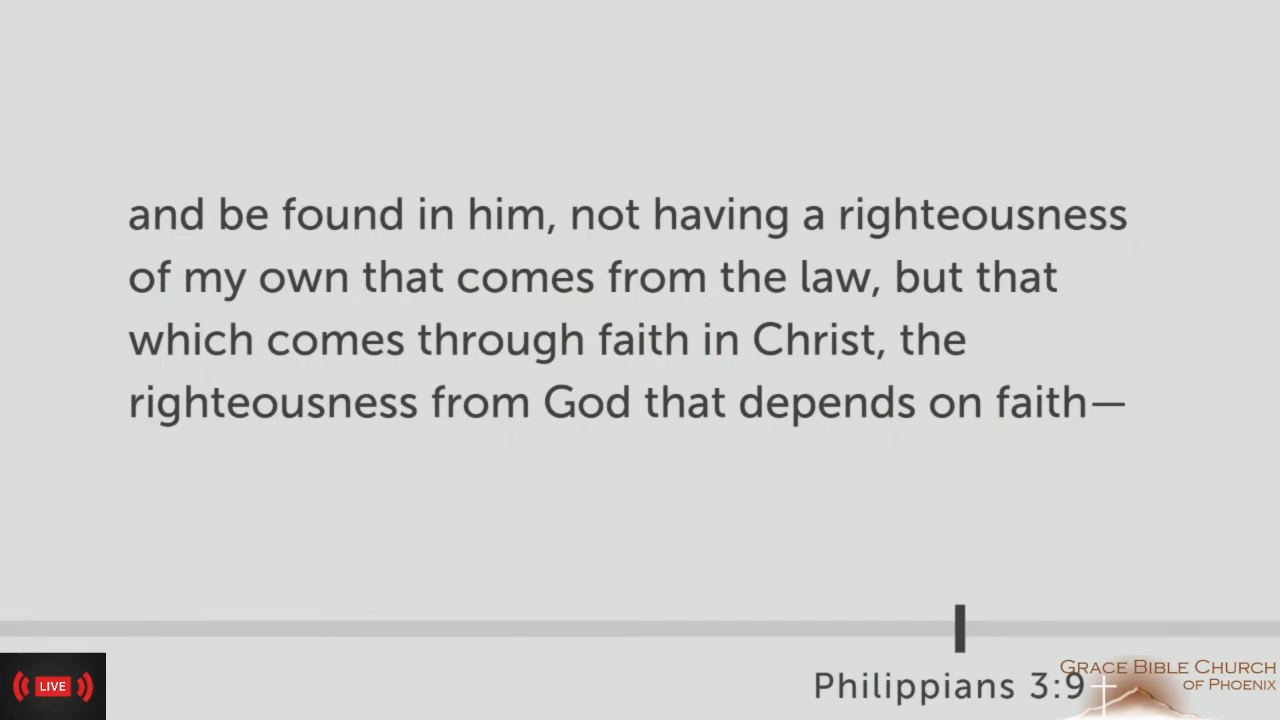 and be found in him, not having a righteousness
of my own that comes from the law, but that
which comes through faith in Christ, the
righteousness from God that depends on faith—
LIVE
Philippians 3:9
GRACE BIBLE CHURCH
OF PHOENIX